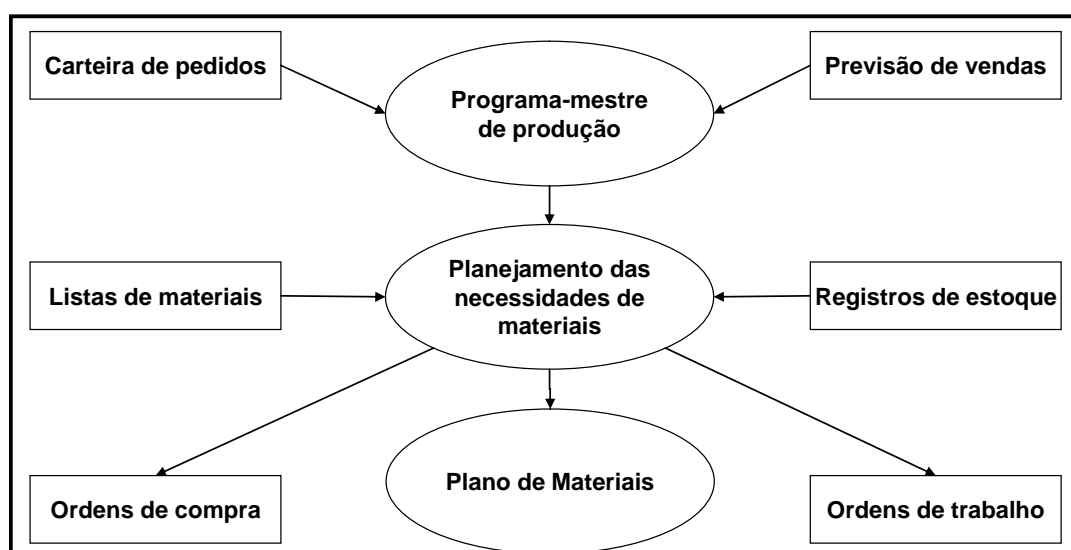 Carteira de pedidos
Programa-mestre
de produção
Previsão de vendas
Listas de materiais
Planejamento das
necessidades de
materiais
Registros de estoque
Ordens de compra
Plano de Materiais
Ordens de trabalho